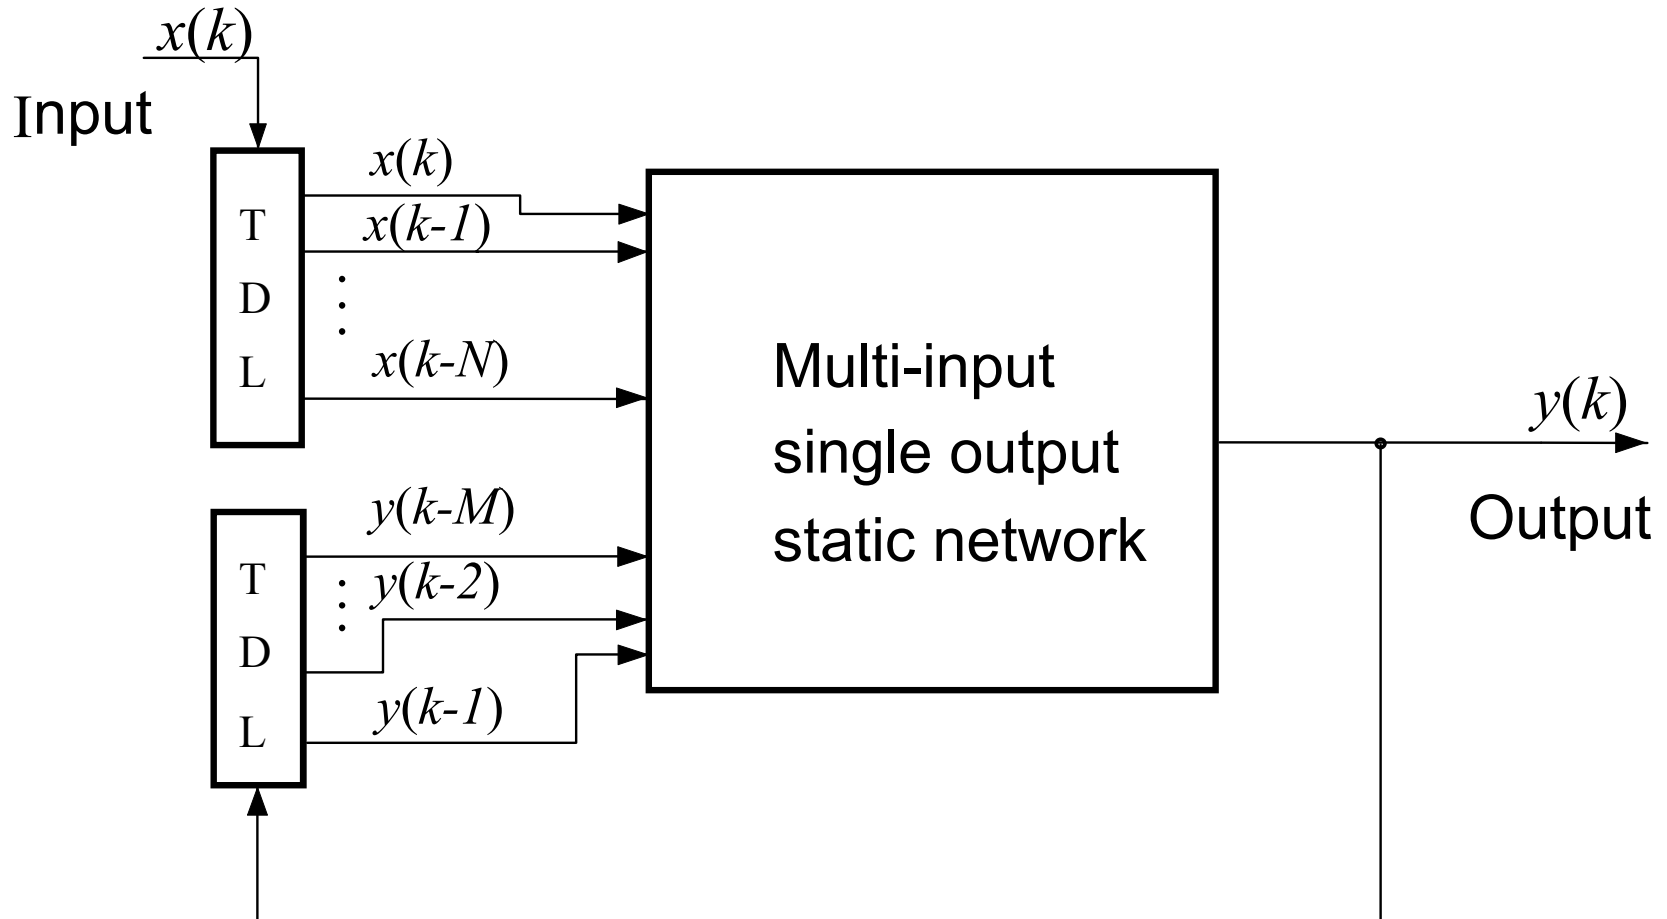 x(k)
Input
T
D
L
x(k)
x(k-1)
x(k-N)
T
D
L
y(k-M)
y(k-2)
y(k-1)
Multi-input
single output
static network
y(k)
Output